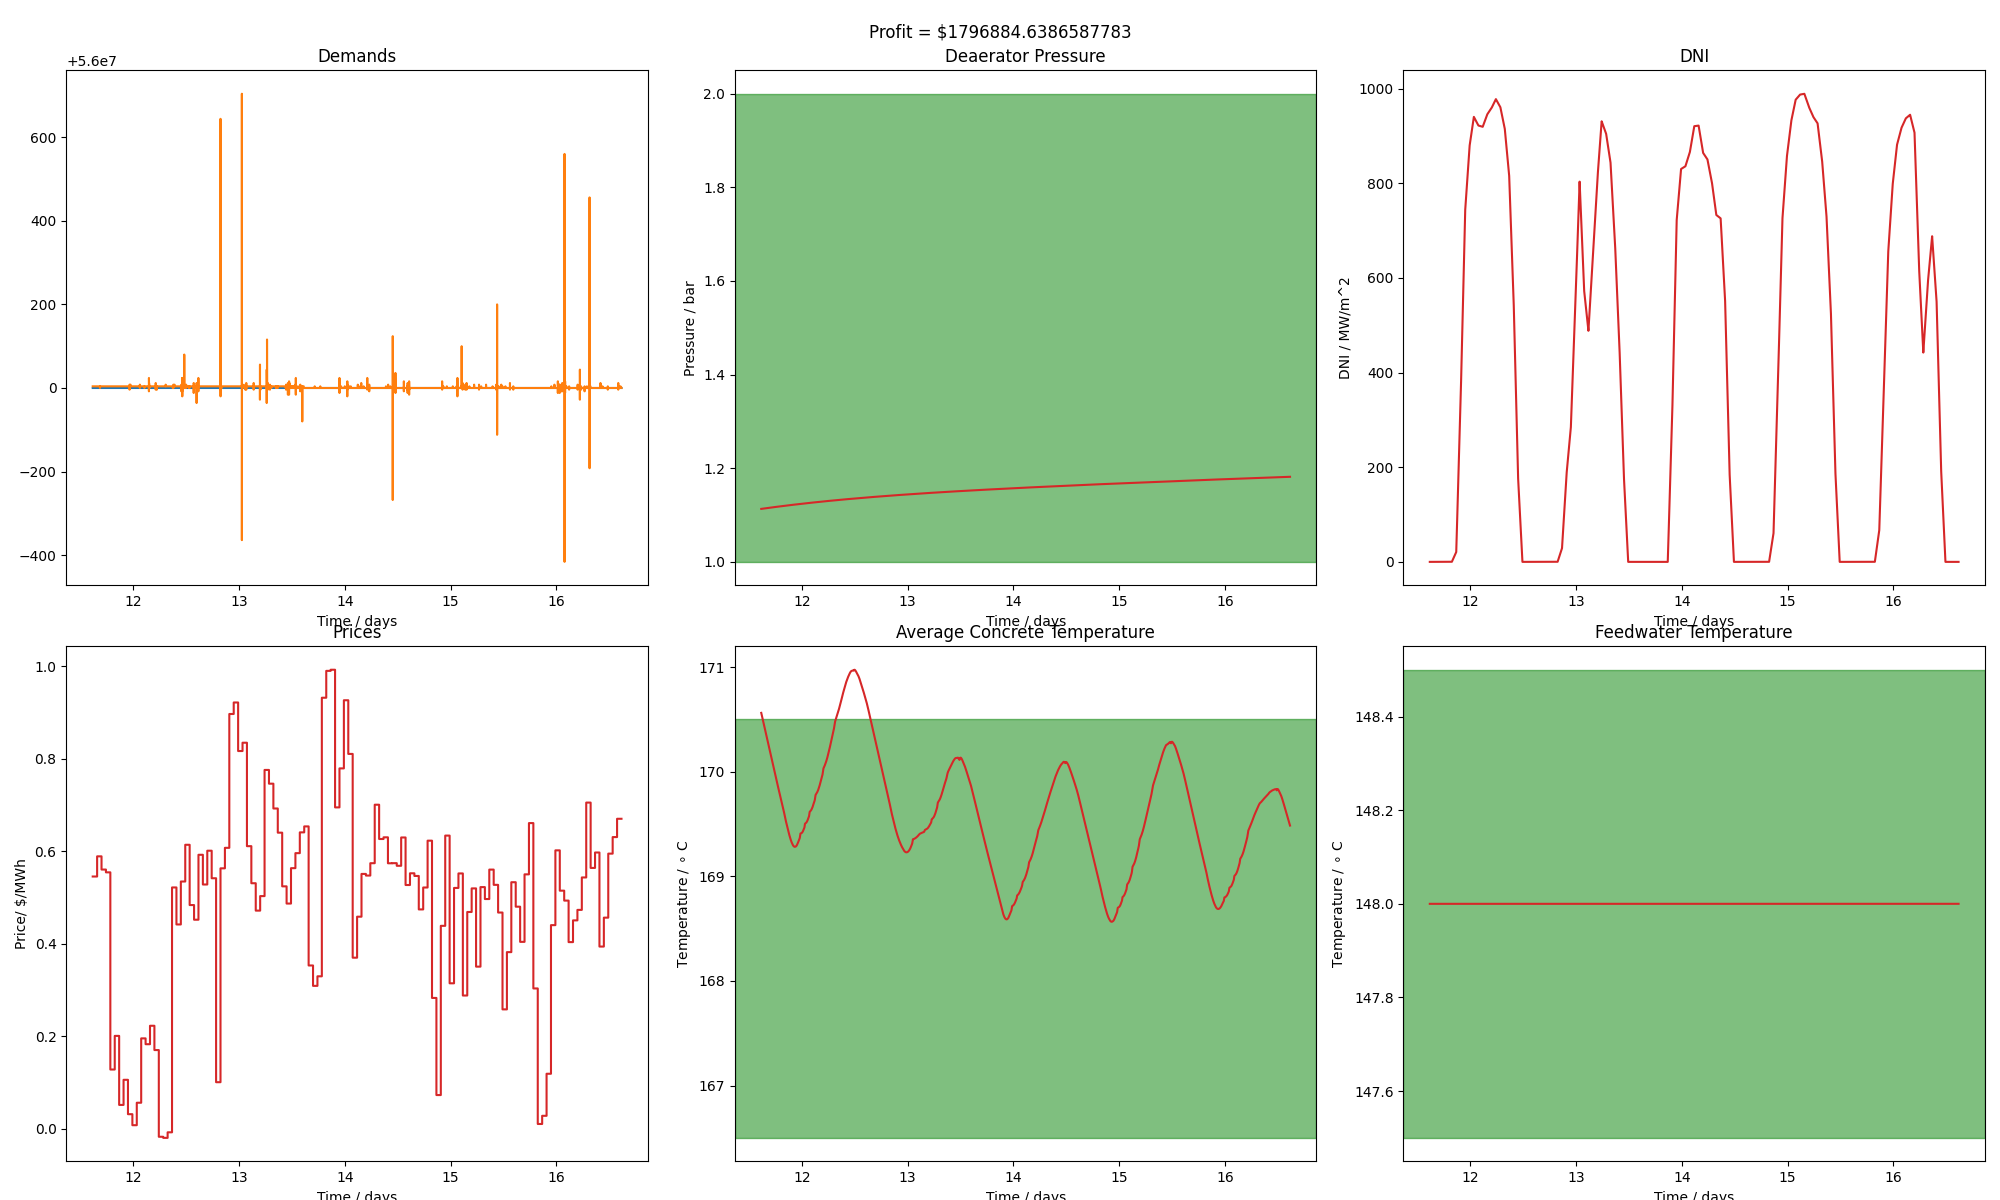 Profit = $1796884.6386587783
Demands
+5.6e7
600
400
200
0
−200
−400
12 13 14 15 16
Time / days
Deaerator Pressure
Pressure / bar
2.0
1.8
1.6
1.4
1.2
1.0
12 13 14 15 16
Time / days
DNI
DNI / MW/m^2
1000
800
600
400
200
0
12 13 14 15 16
Time / days
Prices
Price/ $/MWh
1.0
0.8
0.6
0.4
0.2
0.0
12 13 14 15 16
Time / days
Average Concrete Temperature
Temperature / ∘ C
171
170
169
168
167
12 13 14 15 16
Time / days
Feedwater Temperature
Temperature / ∘ C
148.4
148.2
148.0
147.8
147.6
12 13 14 15 16
Time / days